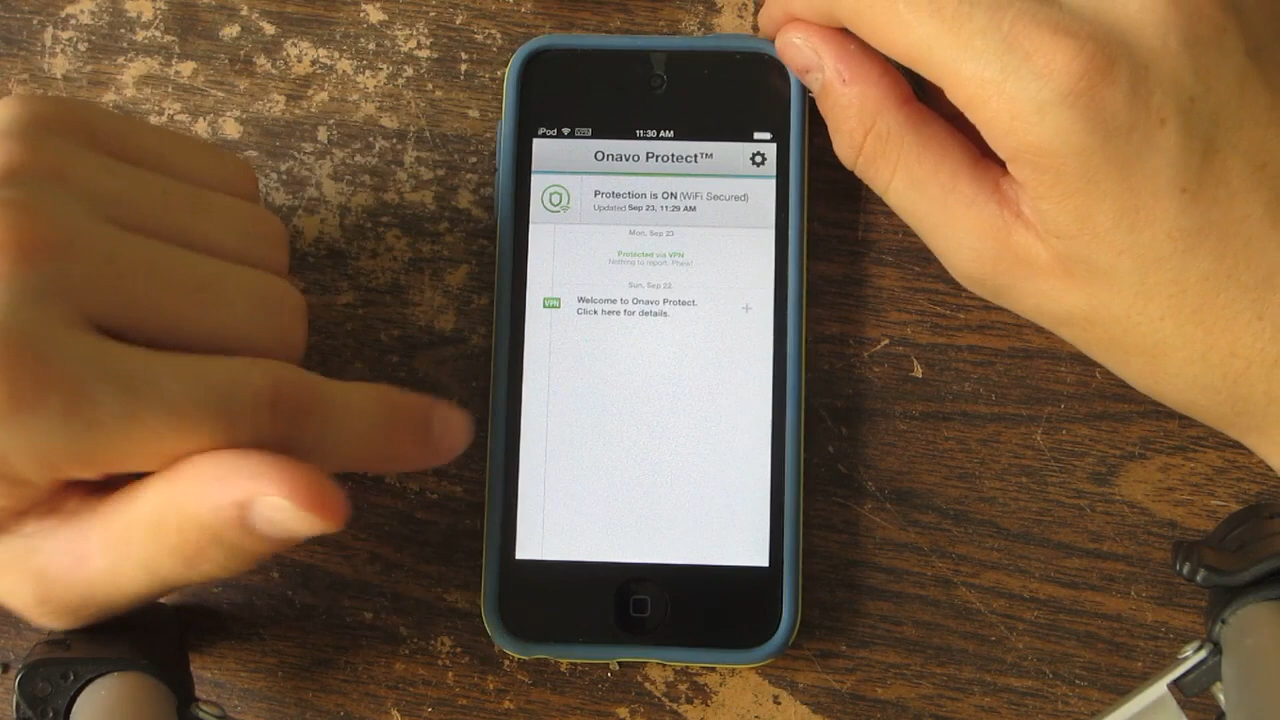 iPod VPN 11:30 AM
Onavo Protect™
Protection is ON (WiFi Secured)
Updated Sep 23, 11:29 AM
Mon, Sep 23
Protected via VPN
Nothing to report. Phew!
Sun, Sep 22
VPN Welcome to Onavo Protect. +
Click here for details.